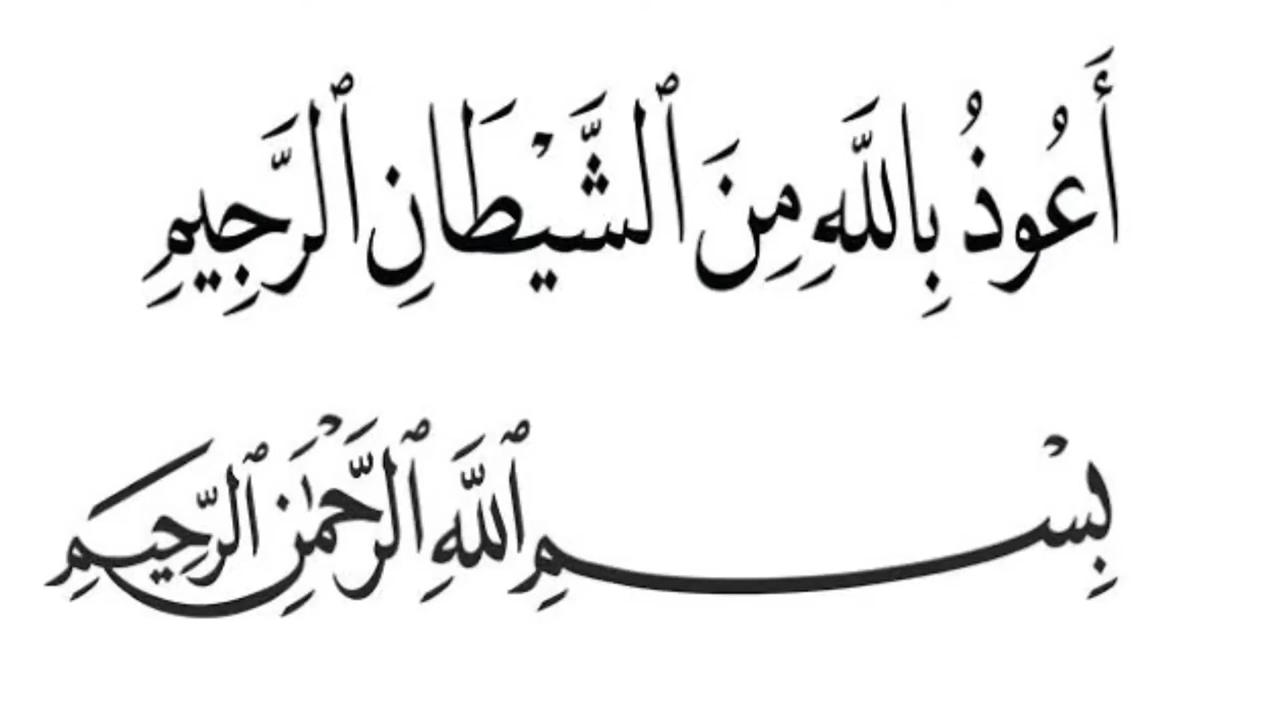 أَعُوذُ بِاللَّهِ مِنَ ٱلشَّيْطَانِ ٱلرَّجِيمِ
بِسْمِ ٱللَّهِ ٱلرَّحْمَٰنِ ٱلرَّحِيمِ